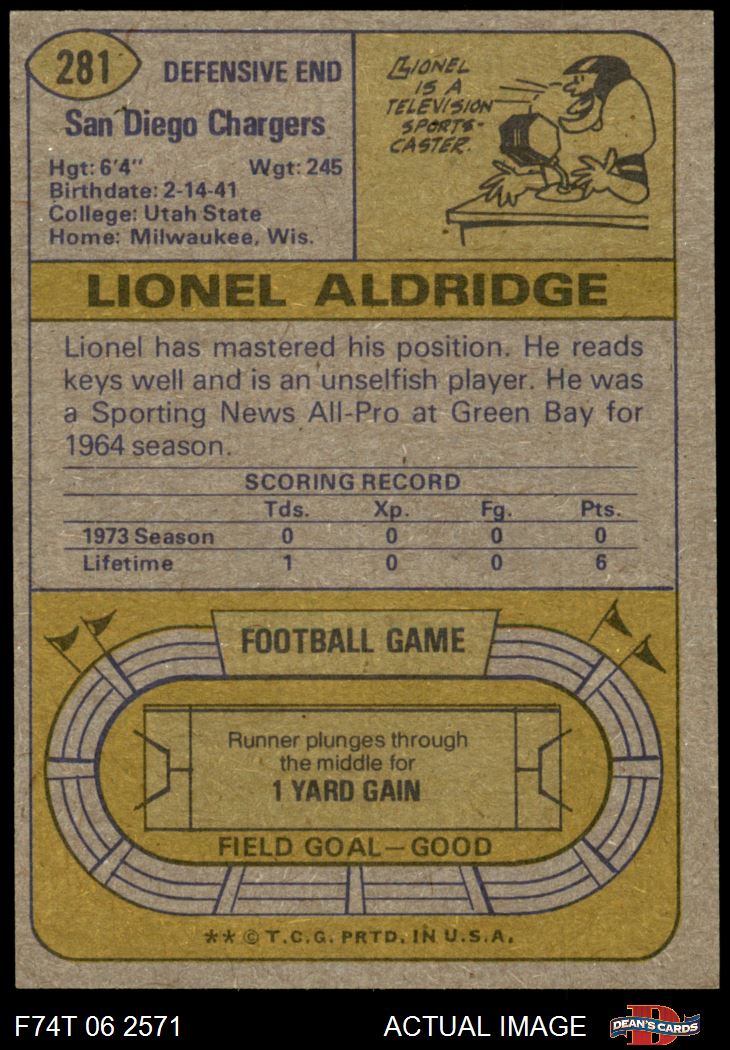 281
DEFENSIVE END
San Diego Chargers
Hgt: 6'4" Wgt: 245
Birthdate: 2-14-41
College: Utah State
Home: Milwaukee, Wis.
LIONEL
IS A
TELEVISION
SPORTS-
CASTER.
LIONEL ALDRIDGE
Lionel has mastered his position. He reads
keys well and is an unselfish player. He was
a Sporting News All-Pro at Green Bay for
1964 season.
SCORING RECORD
Tds. Xp. Fg. Pts.
1973 Season 0 0 0 0
Lifetime 1 0 0 6
FOOTBALL GAME
Runner plunges through
the middle for
1 YARD GAIN
FIELD GOAL—GOOD
** © T.C.G. PRTD. IN U.S.A.
F74T 06 2571 ACTUAL IMAGE
D
DEAN'S CARDS